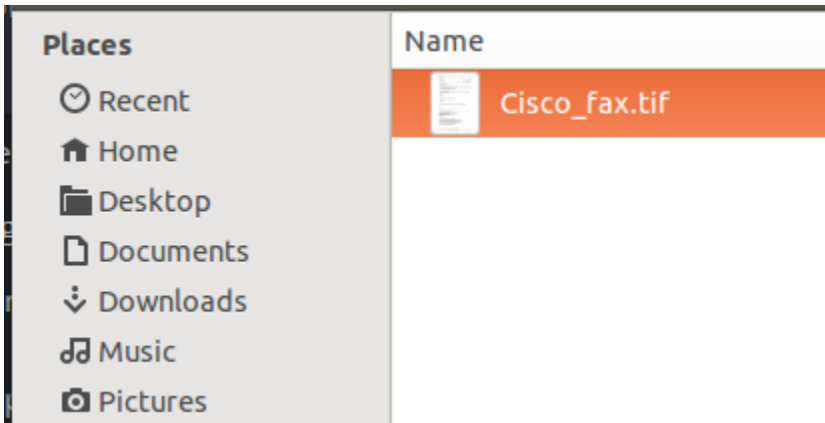 Places
Recent
Home
Desktop
Documents
Downloads
Music
Pictures
Name
Cisco_fax.tif